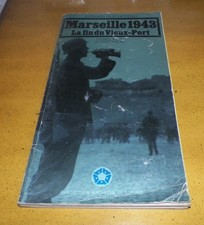 Marseille 1943
La fin du Vieux-Port